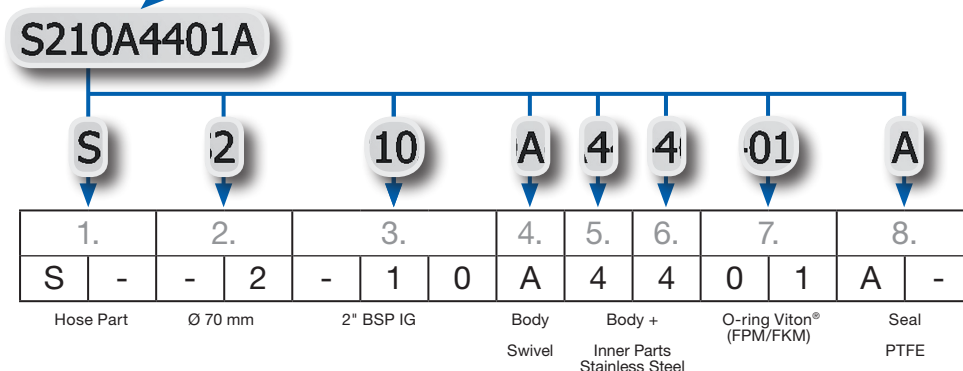 S210A4401A
S 2 10 A 4 4 01 A
1. 2. 3. 4. 5. 6. 7. 8.
S - - 2 - 1 0 A 4 4 0 1 A -
Hose Part Ø 70 mm 2" BSP IG Body Body + O-ring Viton® Seal
(FPM/FKM)
Swivel Inner Parts PTFE
Stainless Steel